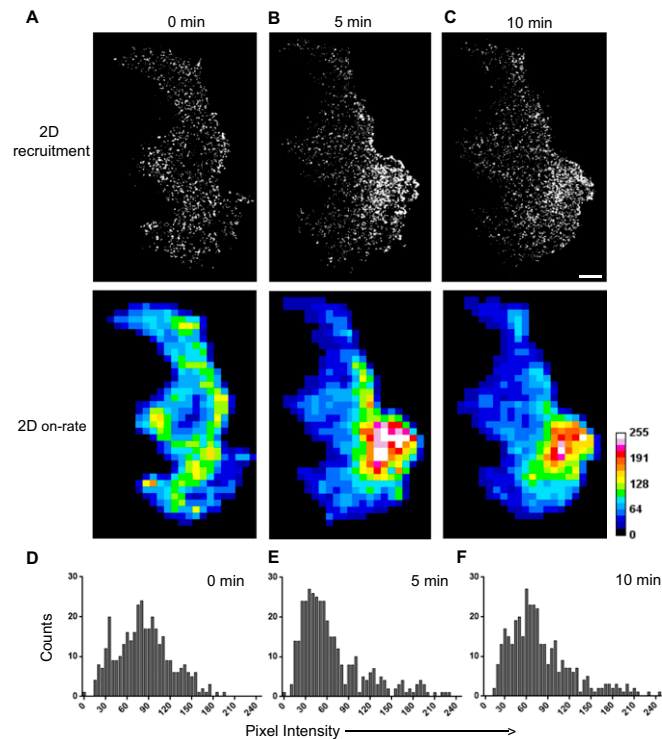 A 0 min B 5 min C 10 min
2D
recruitment
2D on-rate
255
191
128
64
0
D 0 min E 5 min F 10 min
30 30 30
20 20 20
10 10 10
0 0 0
Counts
0 30 60 90 120 150 180 210 240 0 30 60 90 120 150 180 210 240 0 30 60 90 120 150 180 210 240
Pixel Intensity